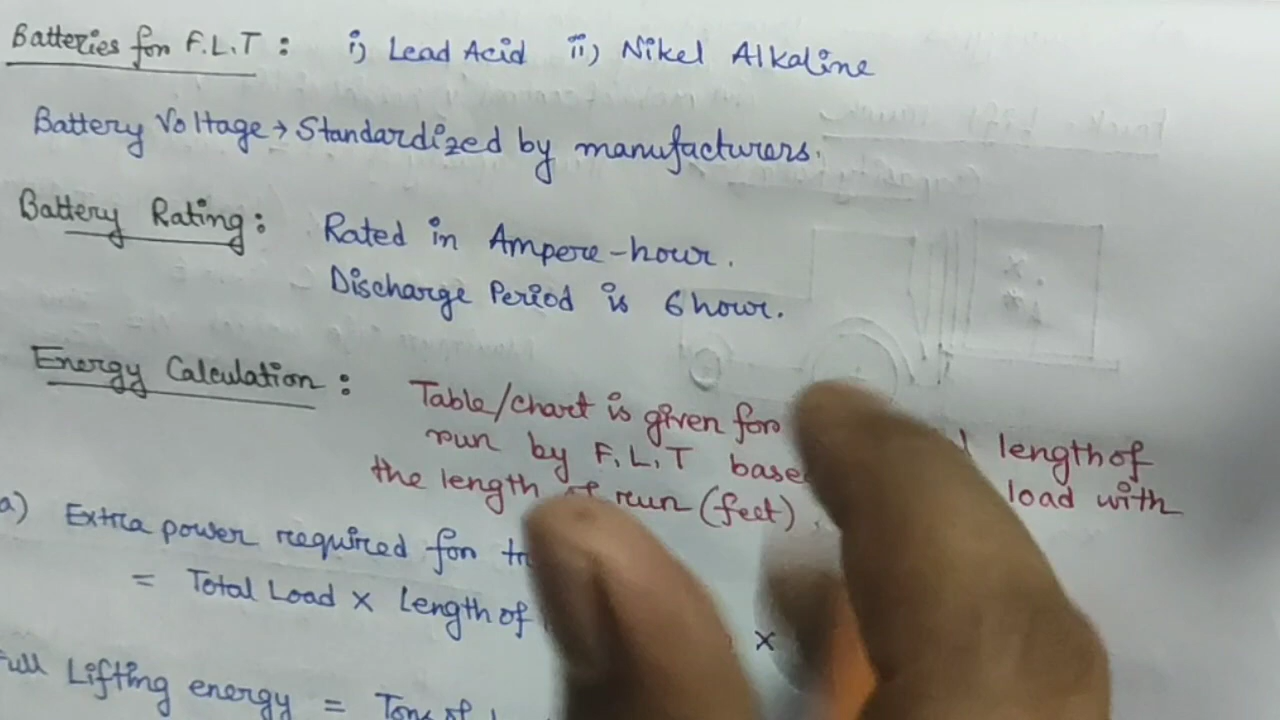 Batteries for F.L.T : i) Lead Acid ii) Nikel Alkaline
Battery Voltage → Standardized by manufacturers.
Battery Rating : Rated in Ampere-hour.
Discharge Period is 6 hour.
Energy Calculation : Table/chart is given for length of
run by F.L.T load with
the length of run (feet).
a) Extra power required for
= Total Load × Length of
×
Lifting energy =